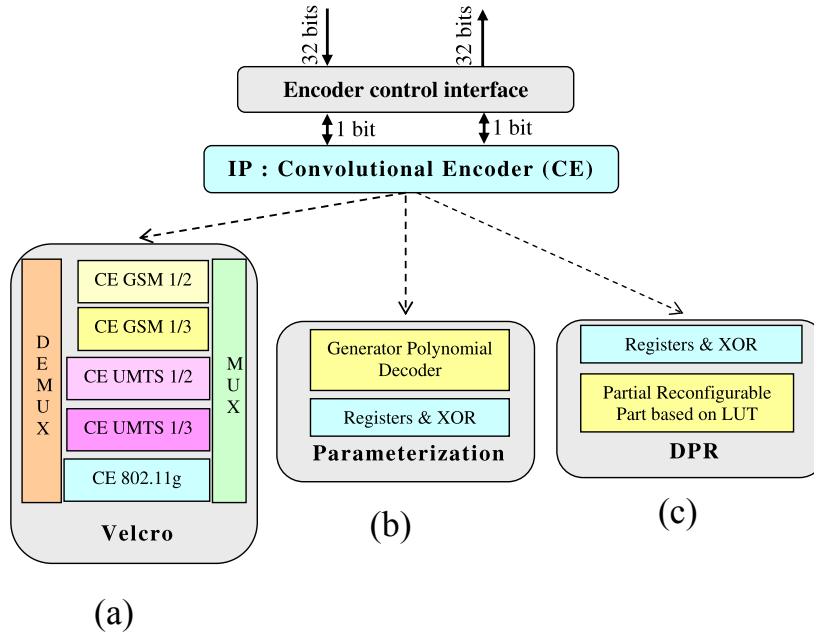 32 bits
32 bits
Encoder control interface
1 bit
1 bit
IP : Convolutional Encoder (CE)
DEMUX
CE GSM 1/2
CE GSM 1/3
CE UMTS 1/2
CE UMTS 1/3
CE 802.11g
MUX
Velcro
(a)
Generator Polynomial
Decoder
Registers & XOR
Parameterization
(b)
Registers & XOR
Partial Reconfigurable
Part based on LUT
DPR
(c)